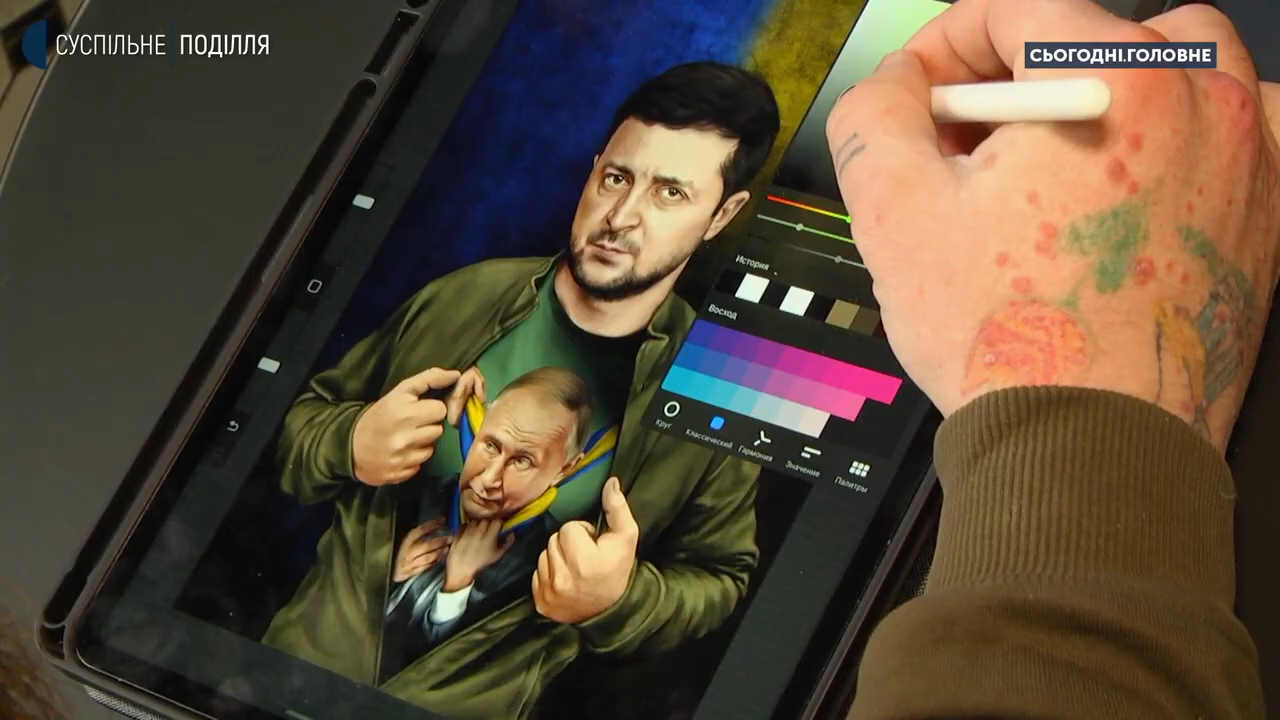 СУСПІЛЬНЕ ПОДІЛЛЯ
СЬОГОДНІ.ГОЛОВНЕ
История
Восход
Круг
Классический
Гармония
Значение
Палитры